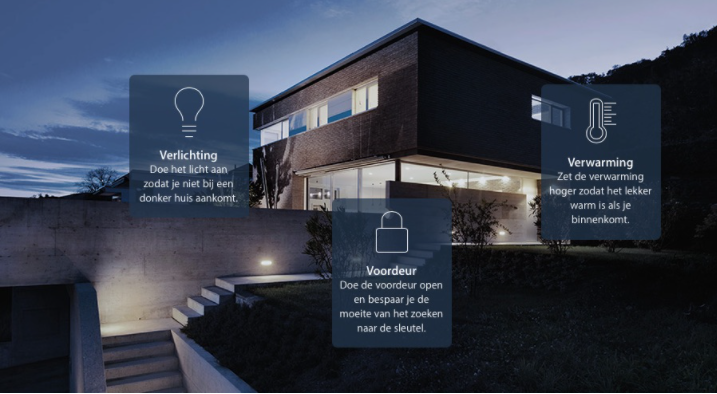 Verlichting
Doe het licht aan
zodat je niet bij een
donker huis aankomt.
Voordeur
Doe de voordeur open
en bespaar je de
moeite van het zoeken
naar de sleutel.
Verwarming
Zet de verwarming
hoger zodat het lekker
warm is als je
binnenkomt.